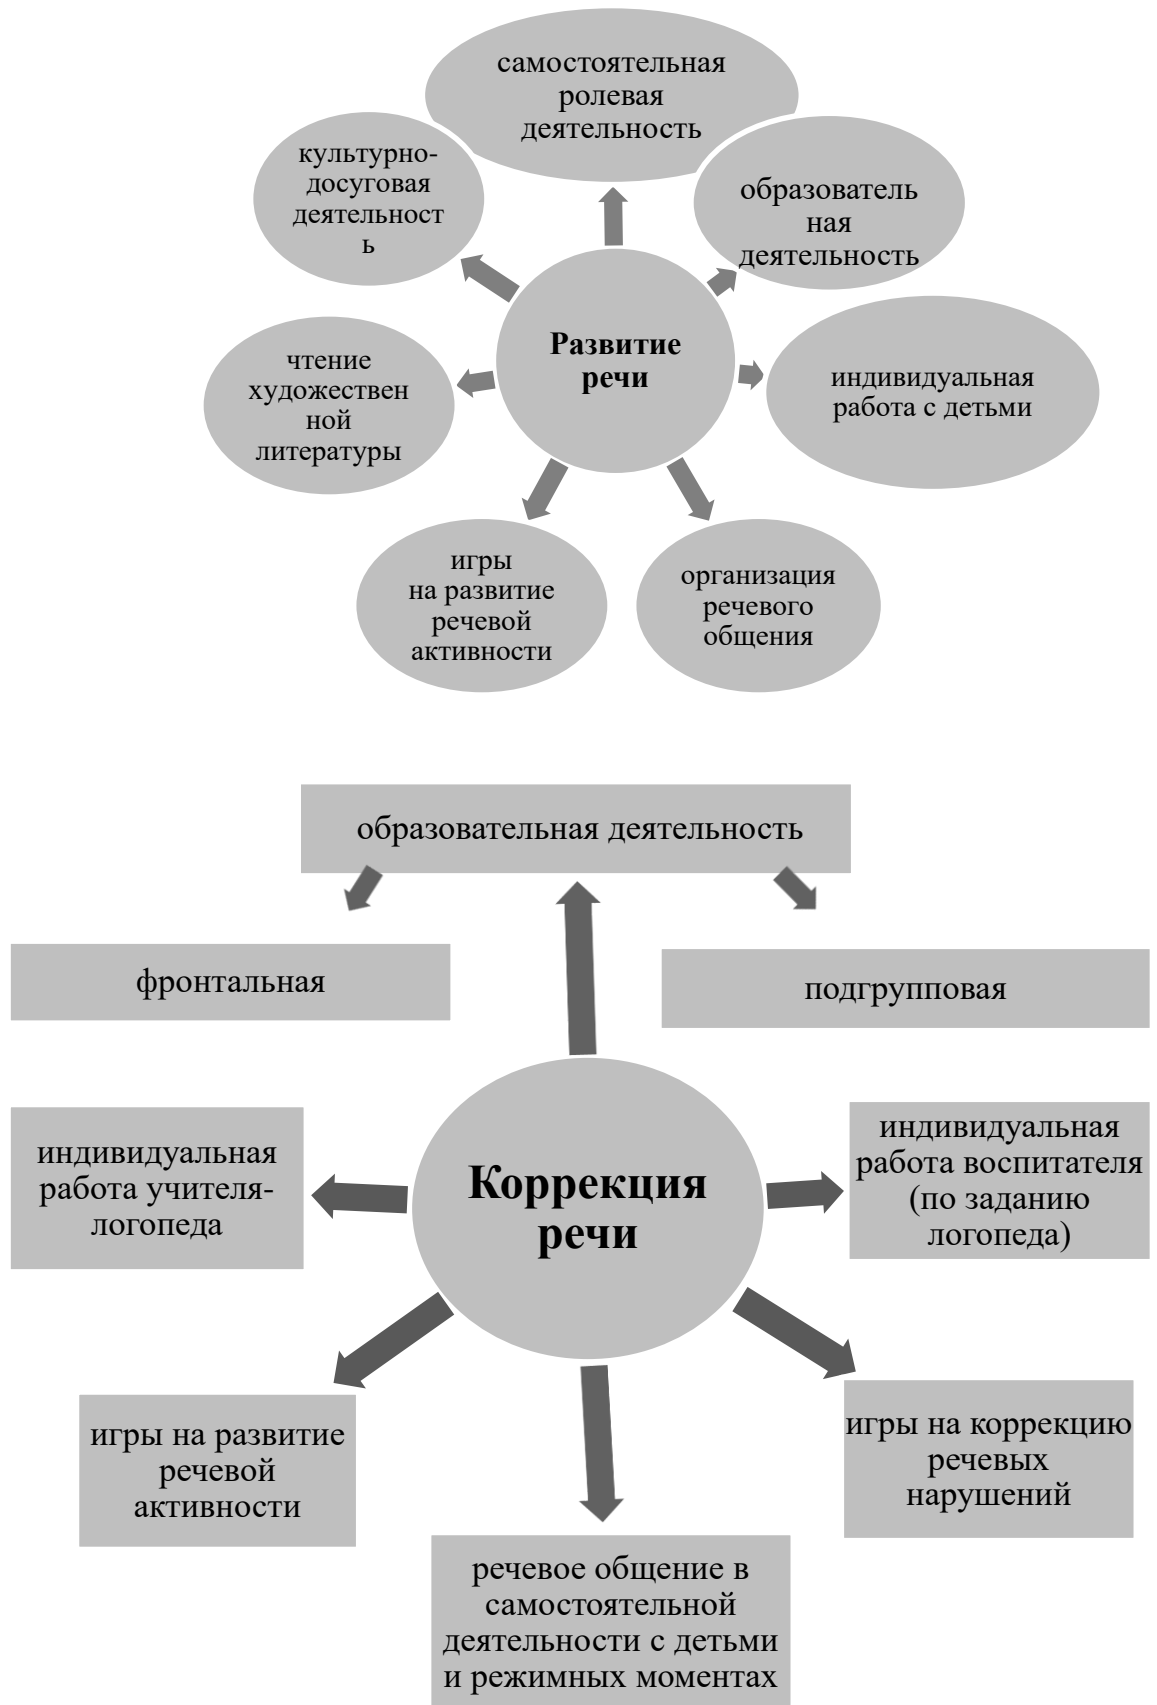 самостоятельная
ролевая
деятельность
культурно-
досуговая
деятельност
ь
образователь
ная
деятельность
Развитие
речи
чтение
художествен
ной
литературы
индивидуальная
работа с детьми
игры
на развитие
речевой
активности
организация
речевого
общения
образовательная деятельность
фронтальная
подгрупповая
индивидуальная
работа учителя-
логопеда
Коррекция
речи
индивидуальная
работа воспитателя
(по заданию
логопеда)
игры на развитие
речевой
активности
игры на коррекцию
речевых
нарушений
речевое общение в
самостоятельной
деятельности с детьми
и режимных моментах